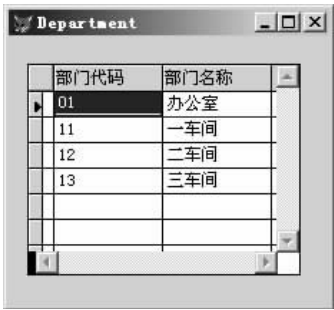 Department
部门代码 部门名称
01 办公室
11 一车间
12 二车间
13 三车间